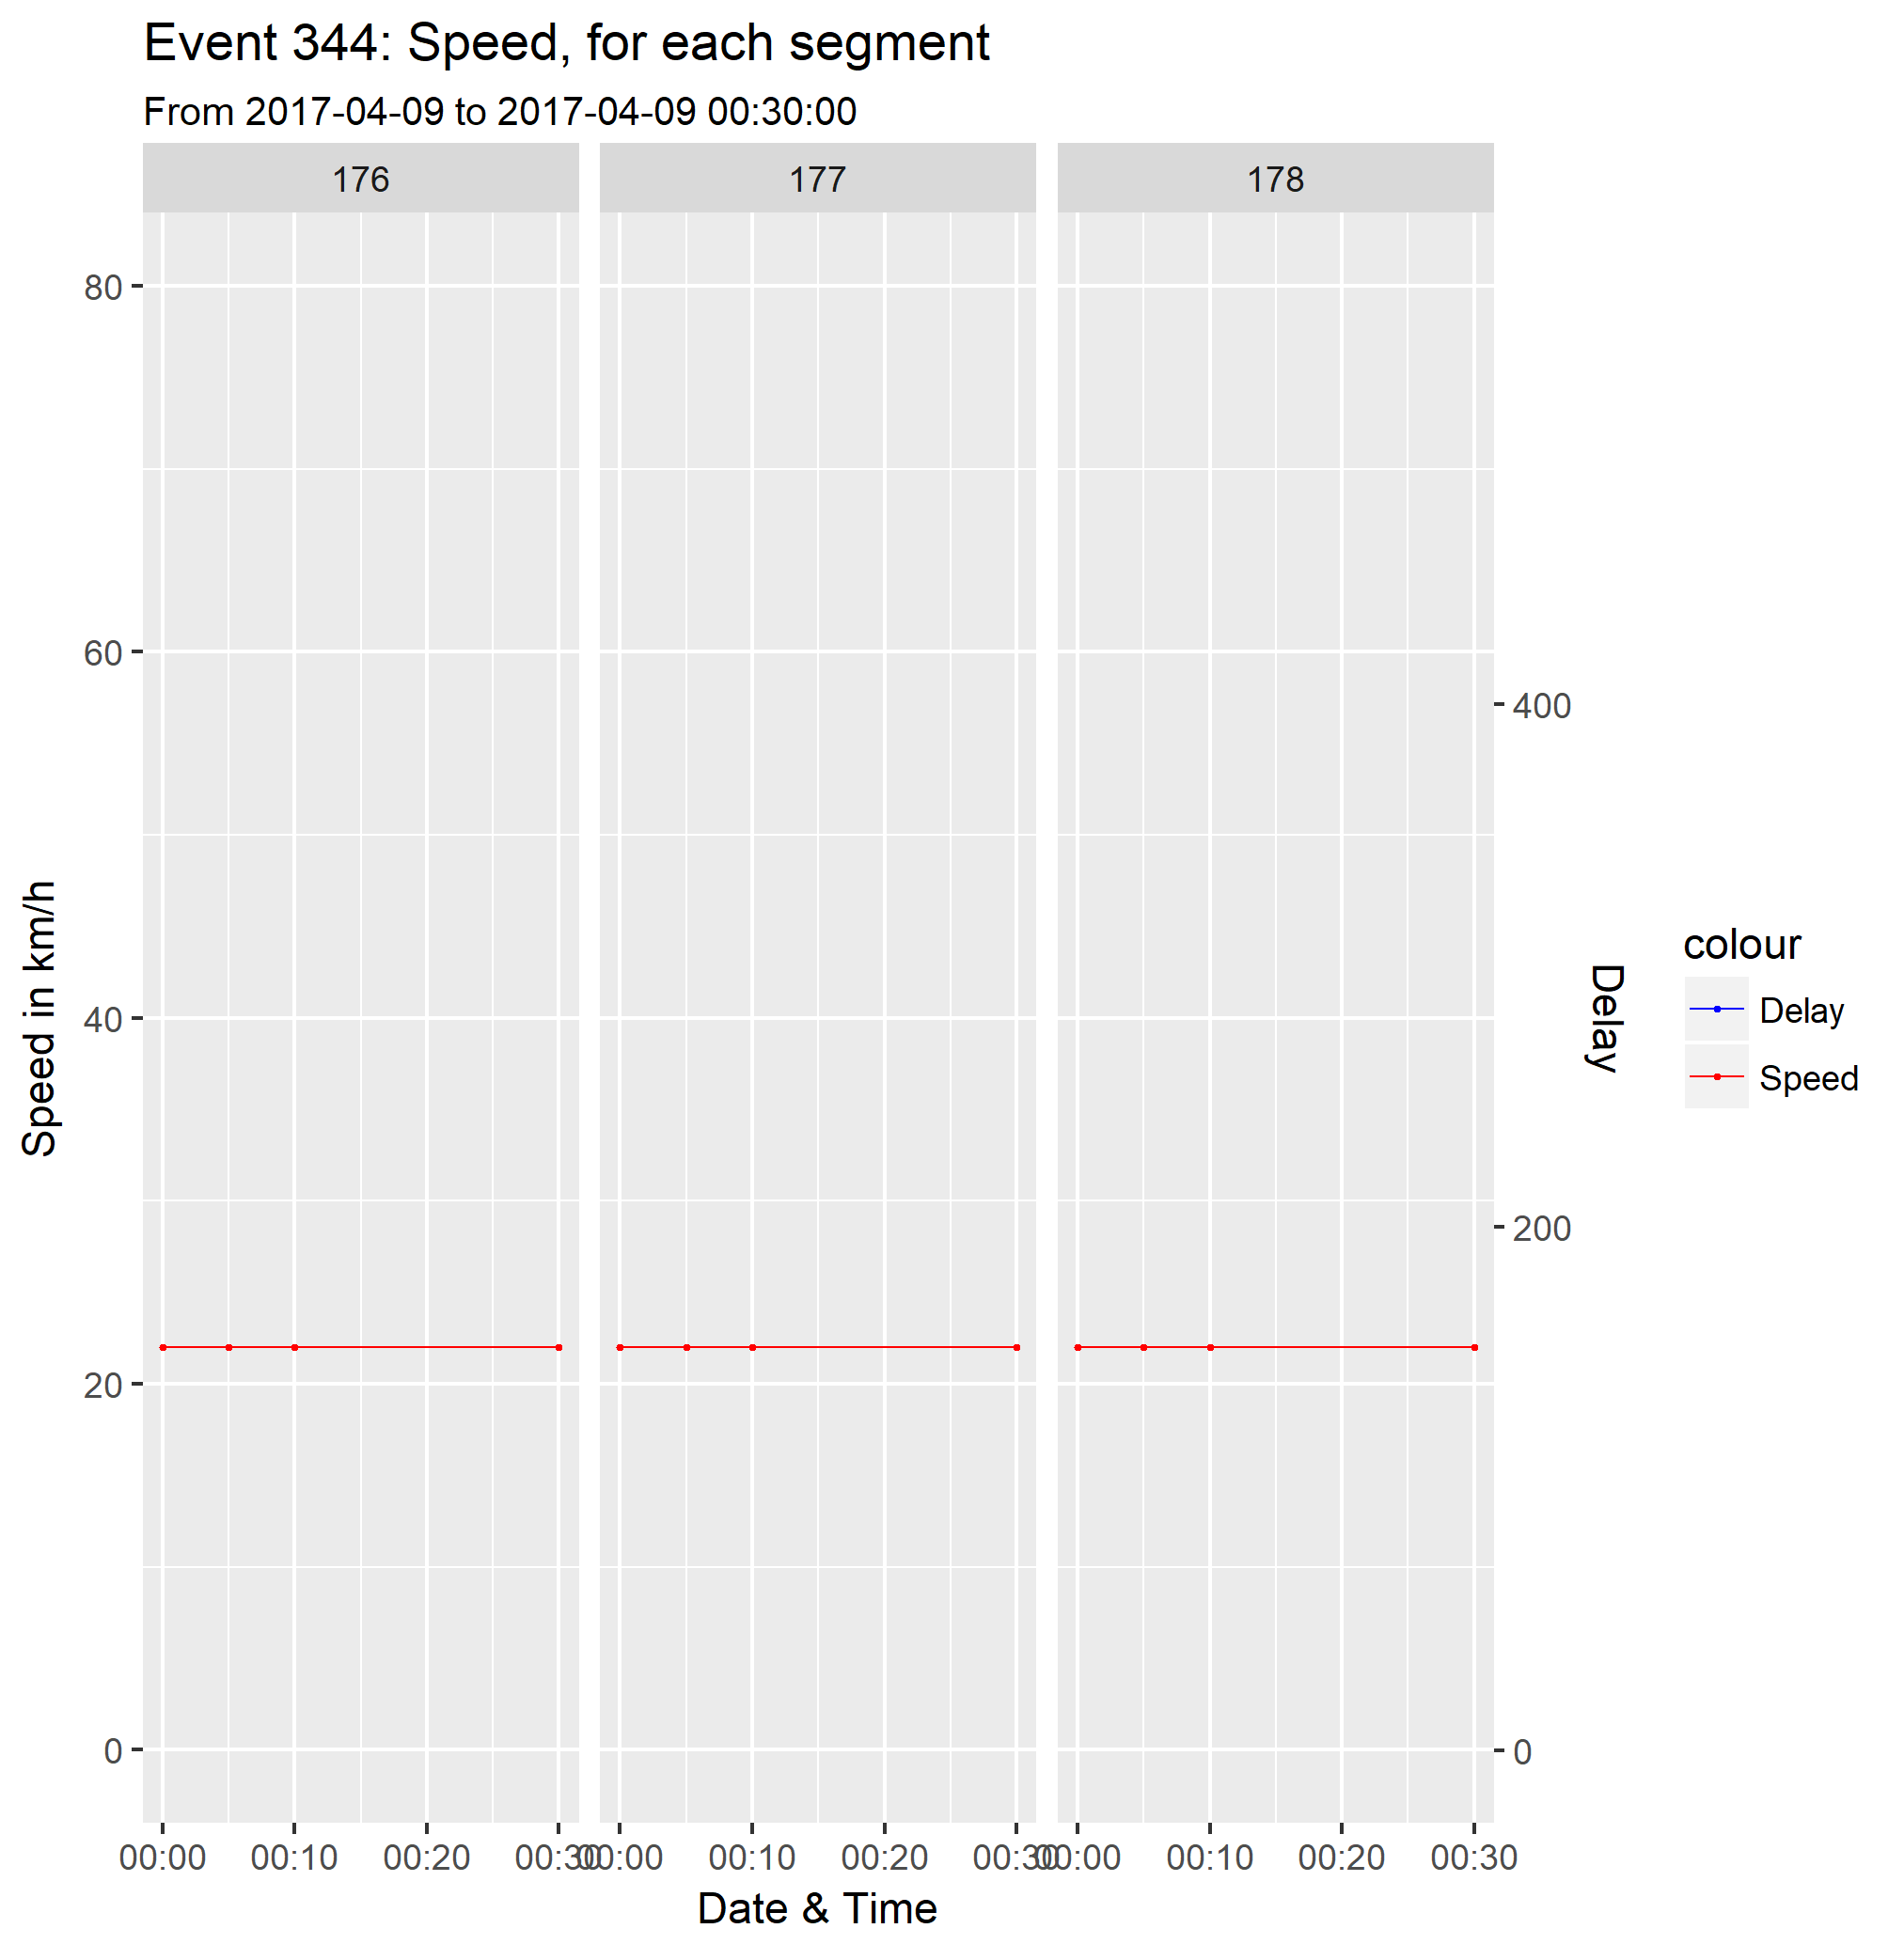 Event 344: Speed, for each segment
From 2017-04-09 to 2017-04-09 00:30:00
176 177 178
80
60
40
20
0
Speed in km/h
400
200
0
Delay
colour
Delay
Speed
00:00 00:10 00:20 00:30 00:00 00:10 00:20 00:30 00:00 00:10 00:20 00:30
Date & Time